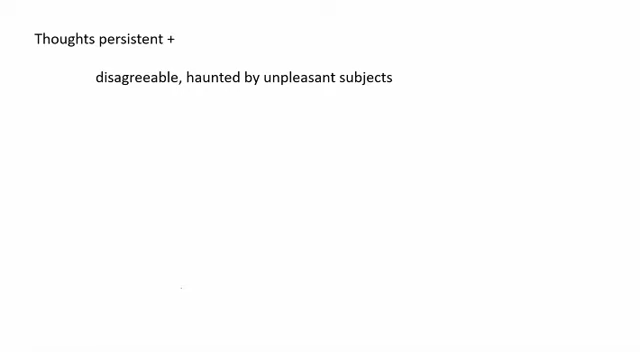 Thoughts persistent +
disagreeable, haunted by unpleasant subjects